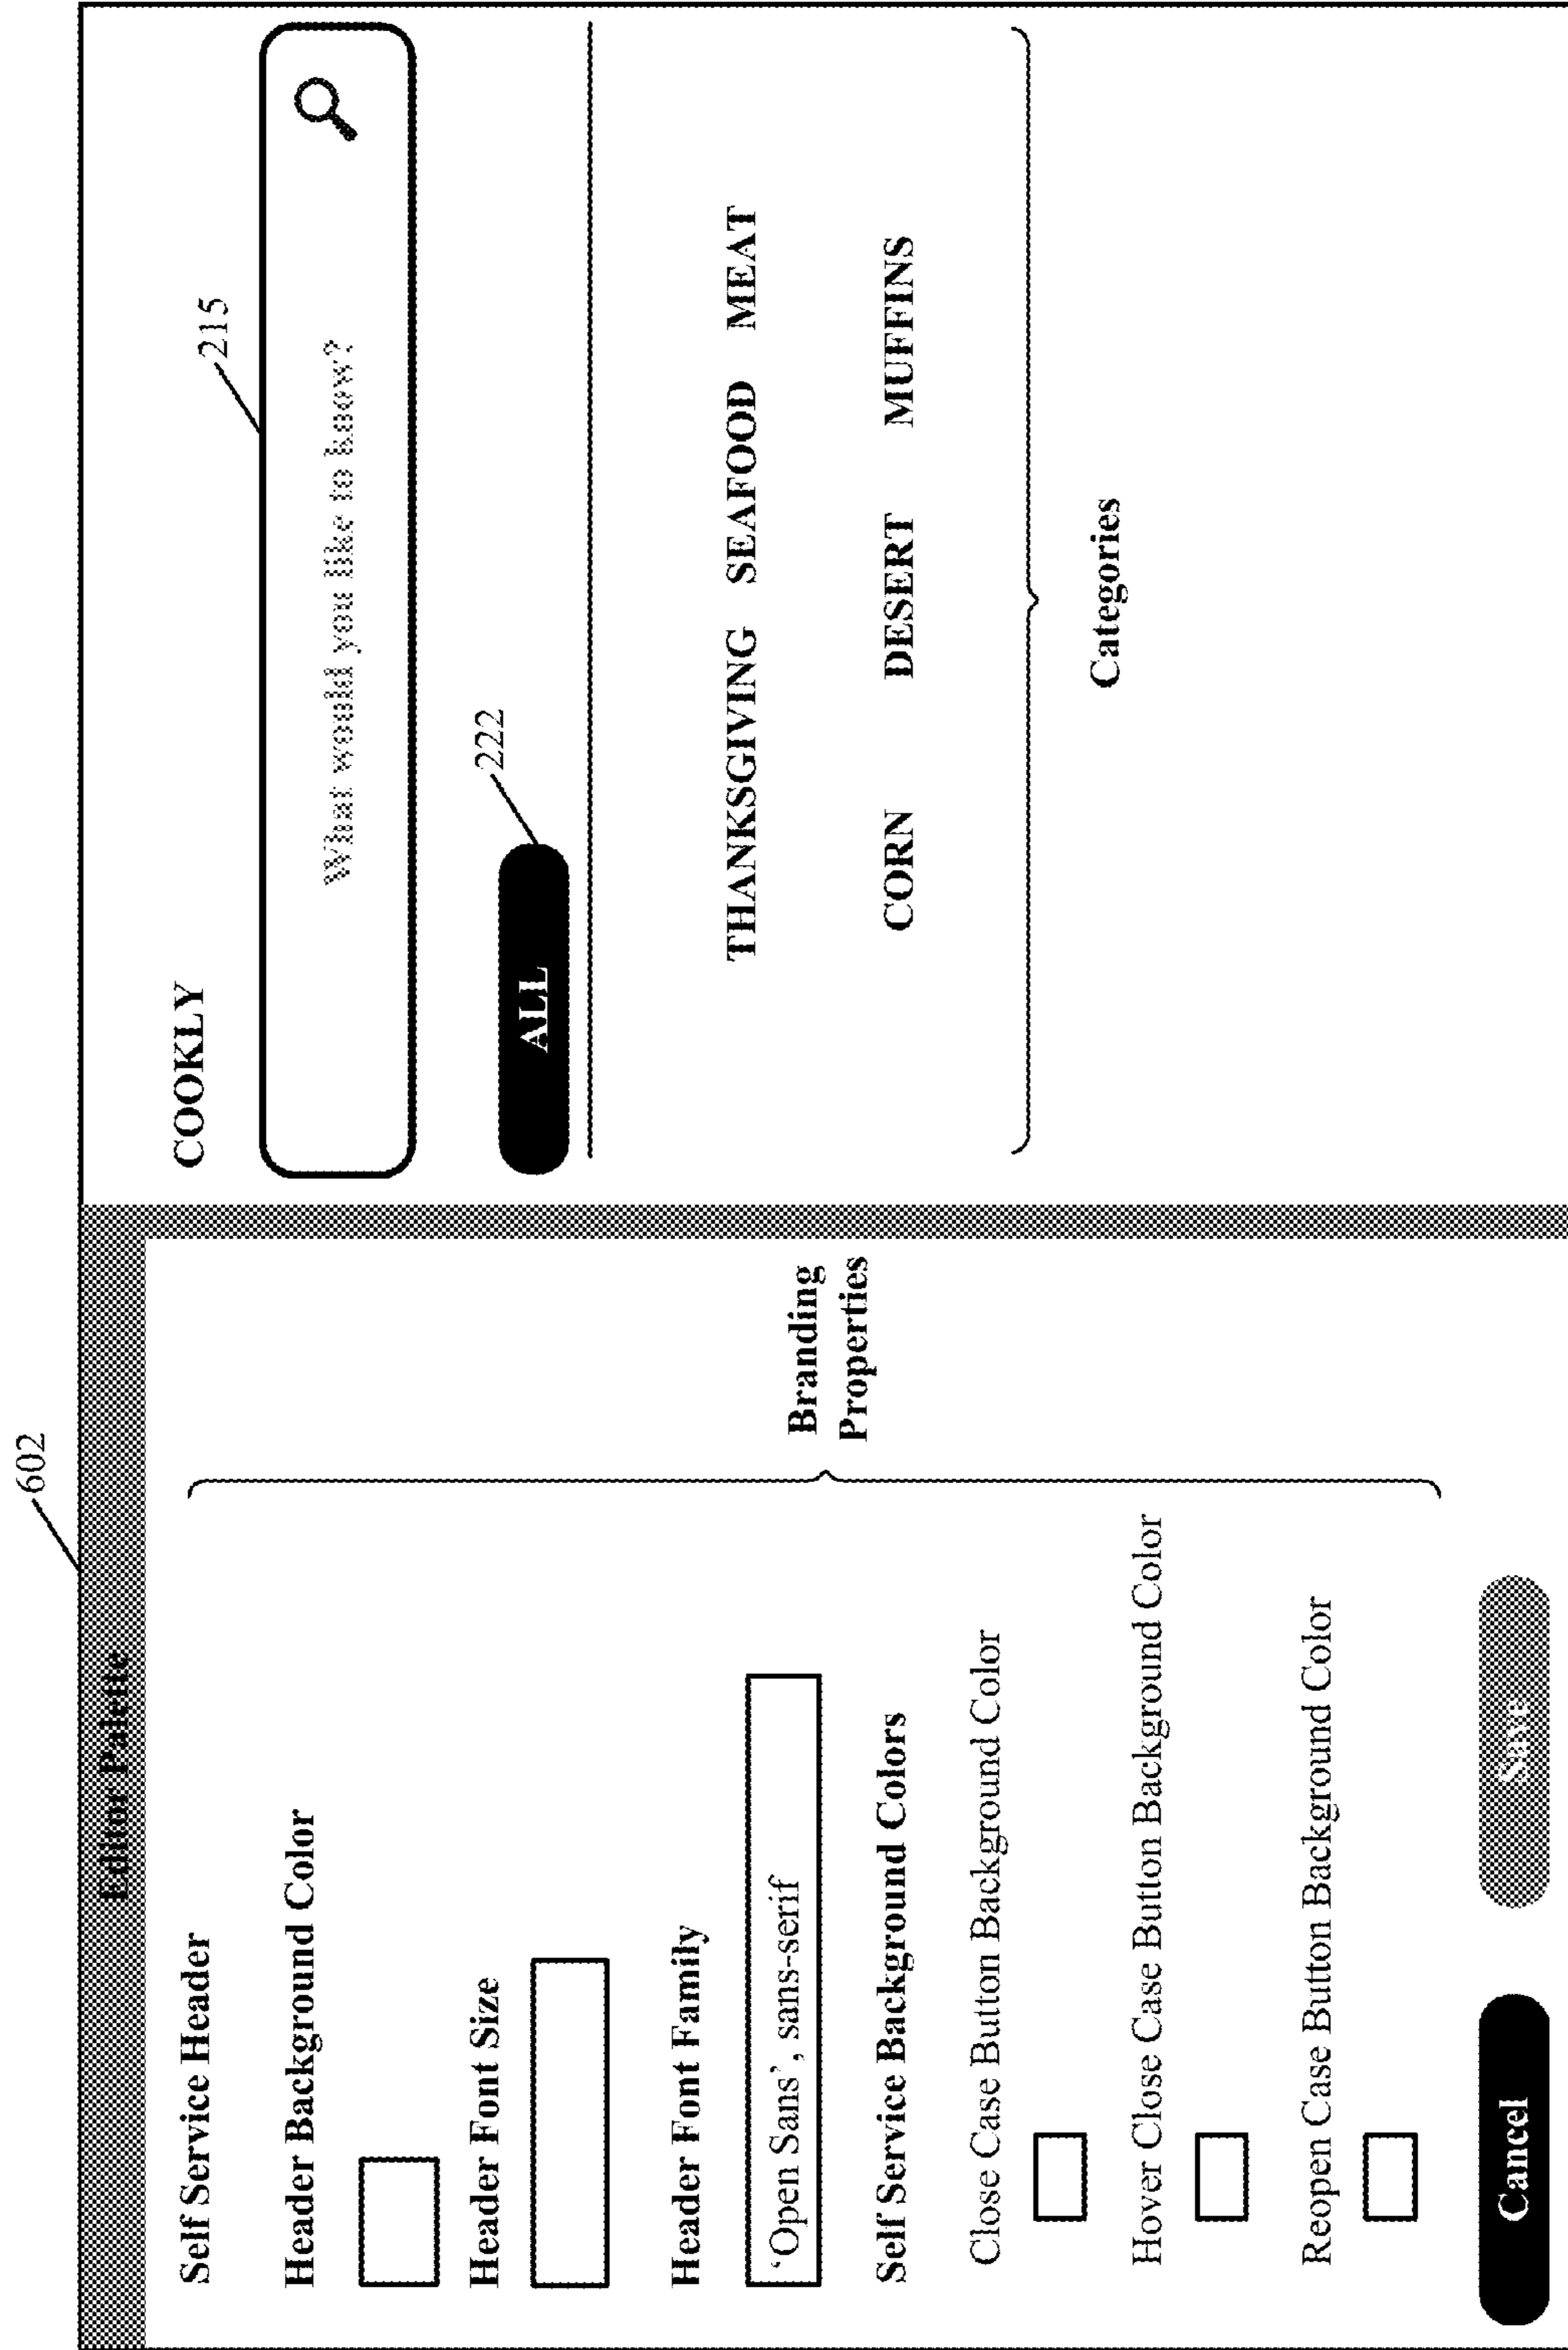 602
Editor Palette
Self Service Header
Header Background Color
Header Font Size
Header Font Family
‘Open Sans’, sans-serif
Self Service Background Colors
Close Case Button Background Color
Hover Close Case Button Background Color
Reopen Case Button Background Color
Branding
Properties
Cancel
Save
COOKLY
215
What would you like to know?
222
ALL
THANKSGIVING SEAFOOD MEAT
CORN DESERT MUFFINS
Categories